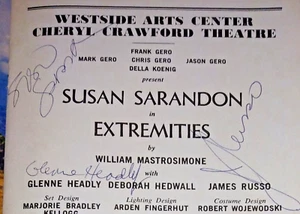 WESTSIDE ARTS CENTER
CHERYL CRAWFORD THEATRE
FRANK GERO
MARK GERO CHRIS GERO JASON GERO
DELLA KOENIG
present
SUSAN SARANDON
in
EXTREMITIES
by
WILLIAM MASTROSIMONE
Glenne Headly with
GLENNE HEADLY DEBORAH HEDWALL JAMES RUSSO
Set Design Lighting Design Costume Design
MARJORIE BRADLEY ARDEN FINGERHUT ROBERT WOJEWODSKI
KELLOGG
Russo